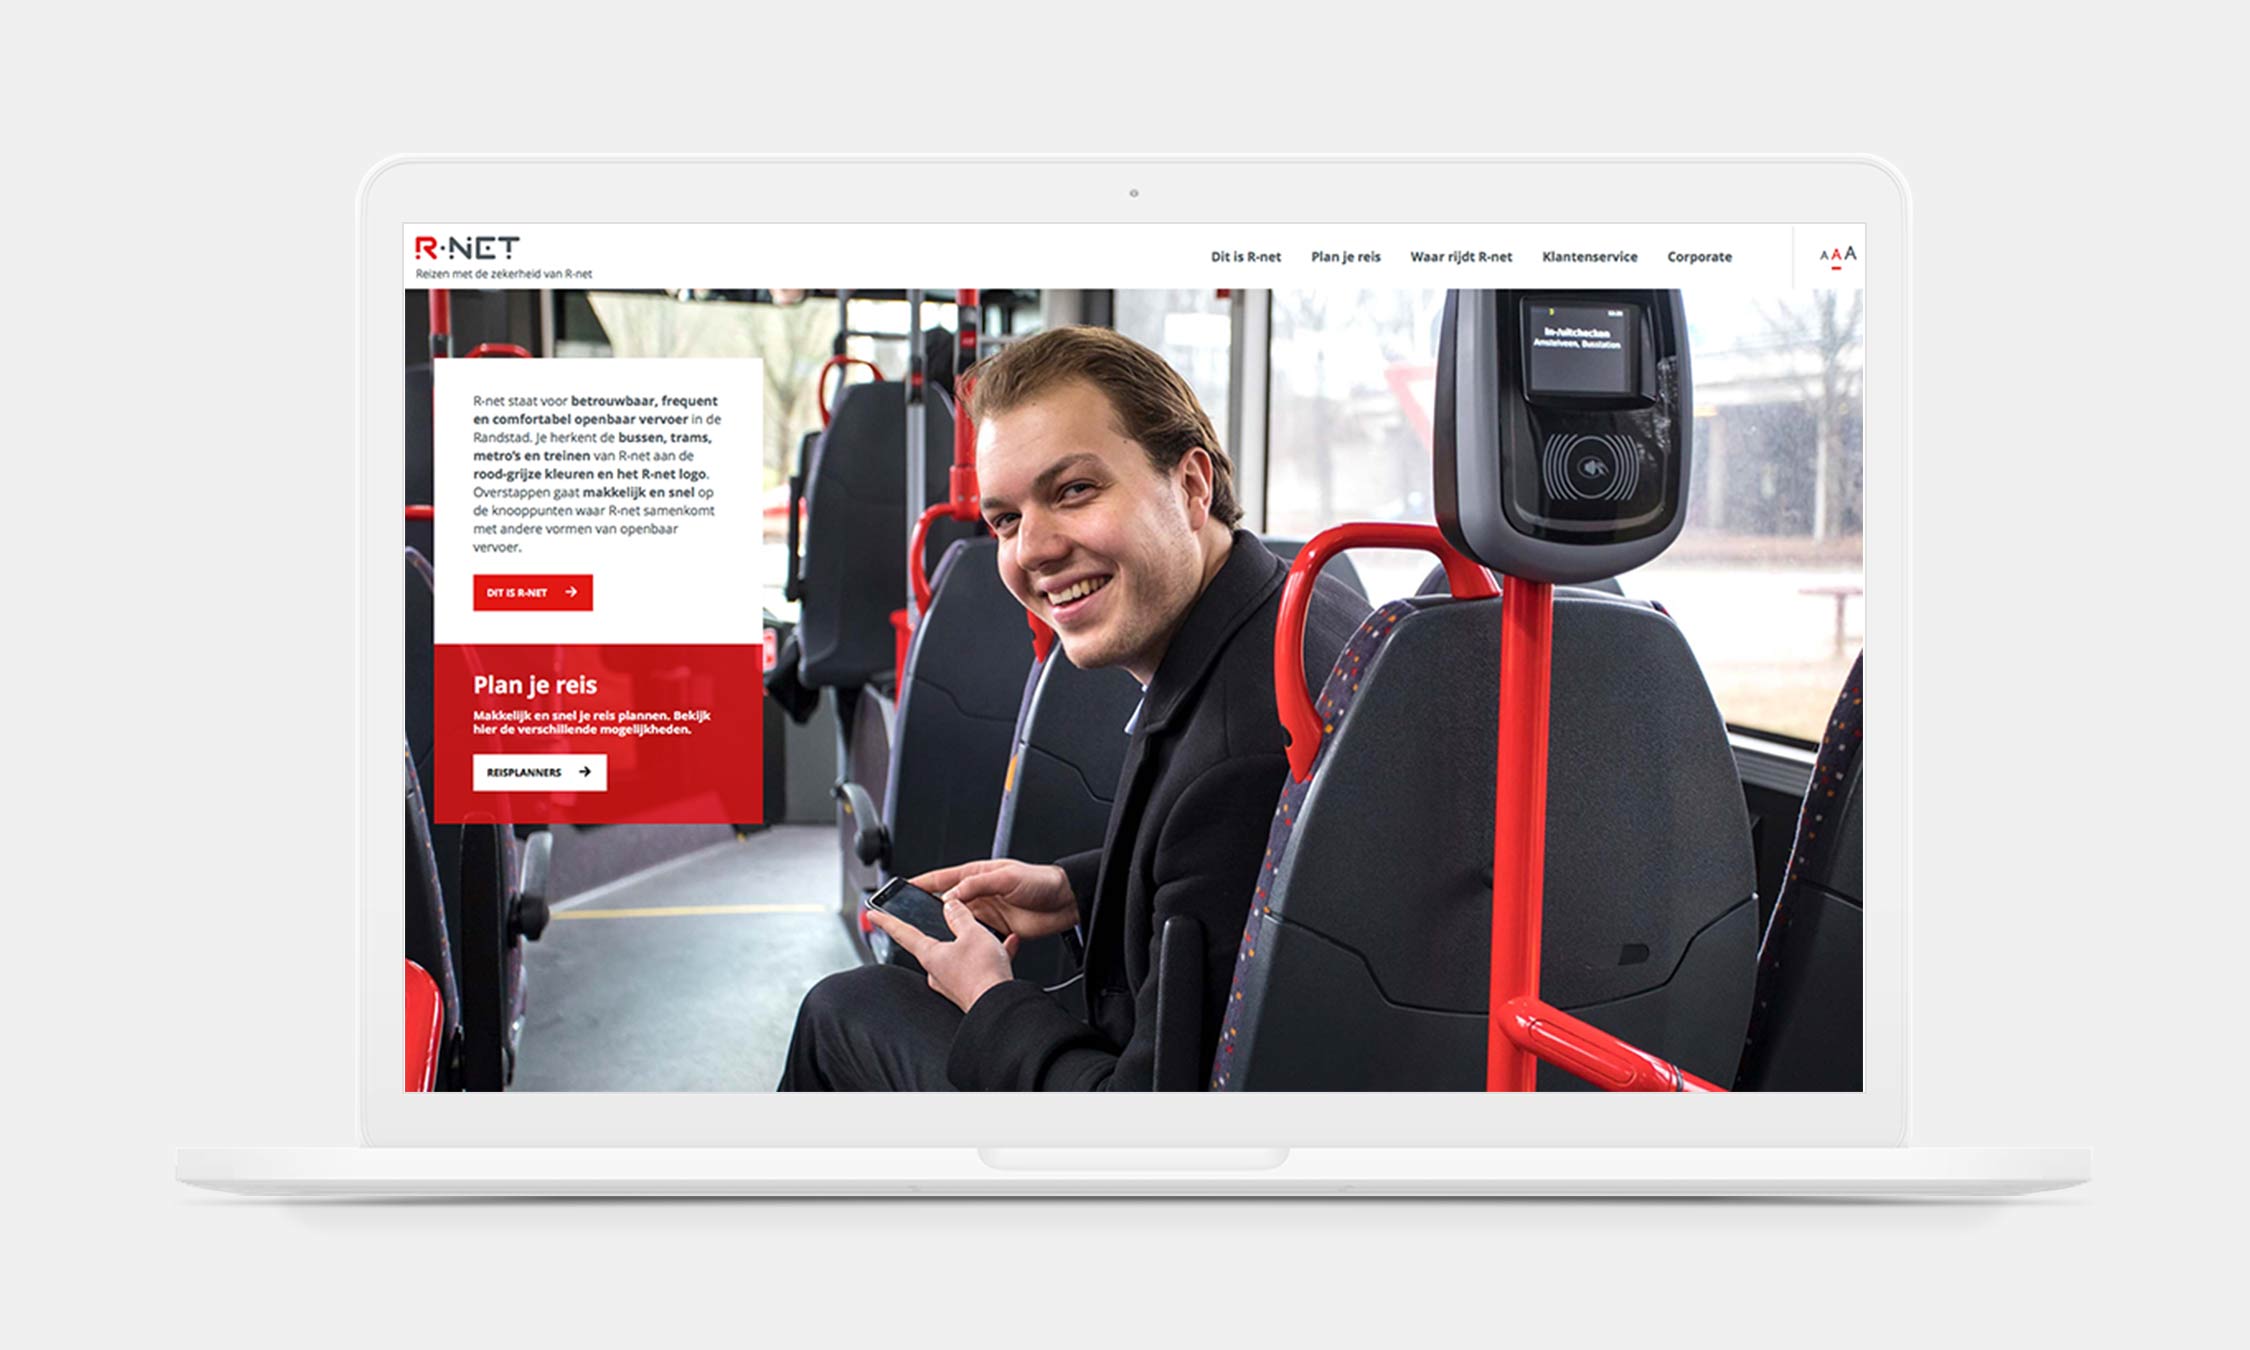 R·NET
Reizen met de zekerheid van R-net
Dit is R-net
Plan je reis
Waar rijdt R-net
Klantenservice
Corporate
A A A
In-/uitchecken
Amstelveen, Busstation
R-net staat voor betrouwbaar, frequent
en comfortabel openbaar vervoer in de
Randstad. Je herkent de bussen, trams,
metro's en treinen van R-net aan de
rood-grijze kleuren en het R-net logo.
Overstappen gaat makkelijk en snel op
de knooppunten waar R-net samenkomt
met andere vormen van openbaar
vervoer.
DIT IS R-NET
Plan je reis
Makkelijk en snel je reis plannen. Bekijk
hier de verschillende mogelijkheden.
REISPLANNERS